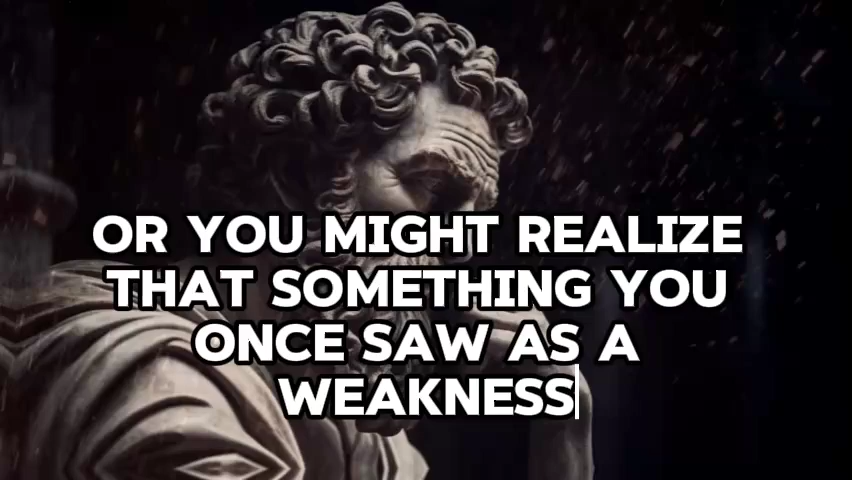 OR YOU MIGHT REALIZE
THAT SOMETHING YOU
ONCE SAW AS A
WEAKNESS